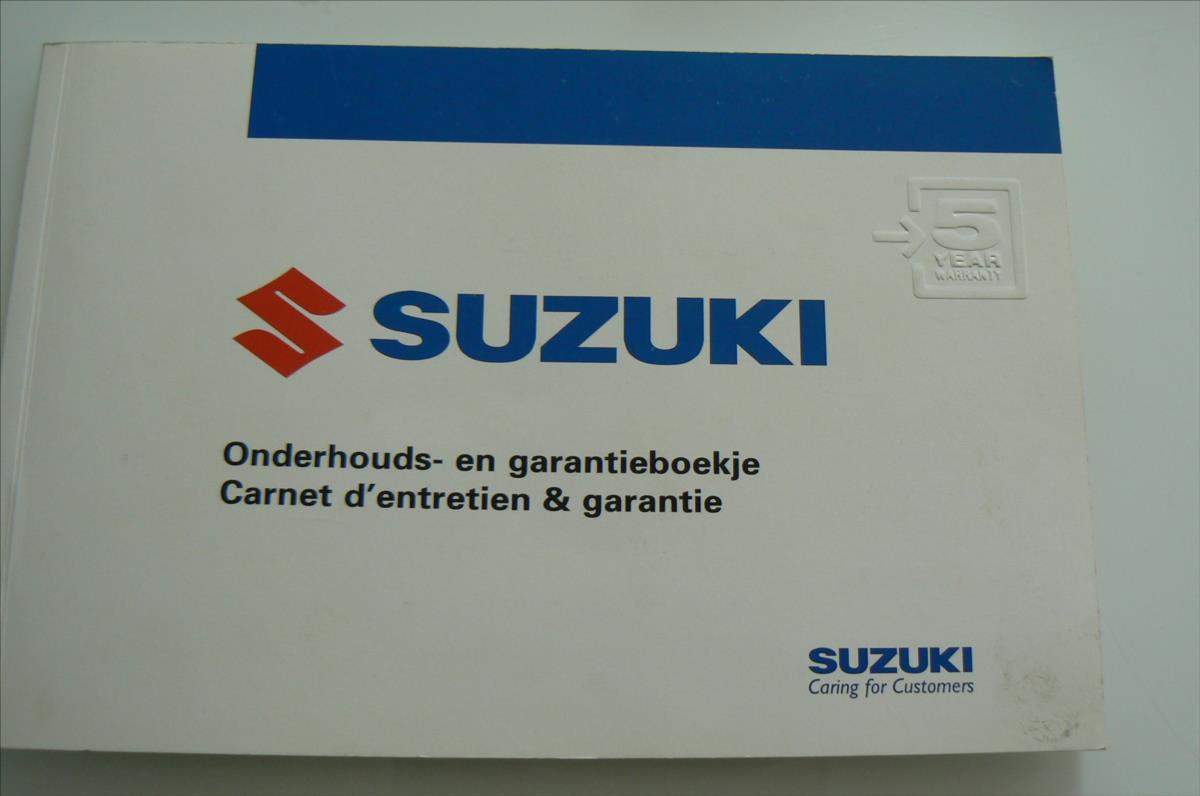 5
YEAR
WARRANTY
SUZUKI
Onderhouds- en garantieboekje
Carnet d'entretien & garantie
SUZUKI
Caring for Customers